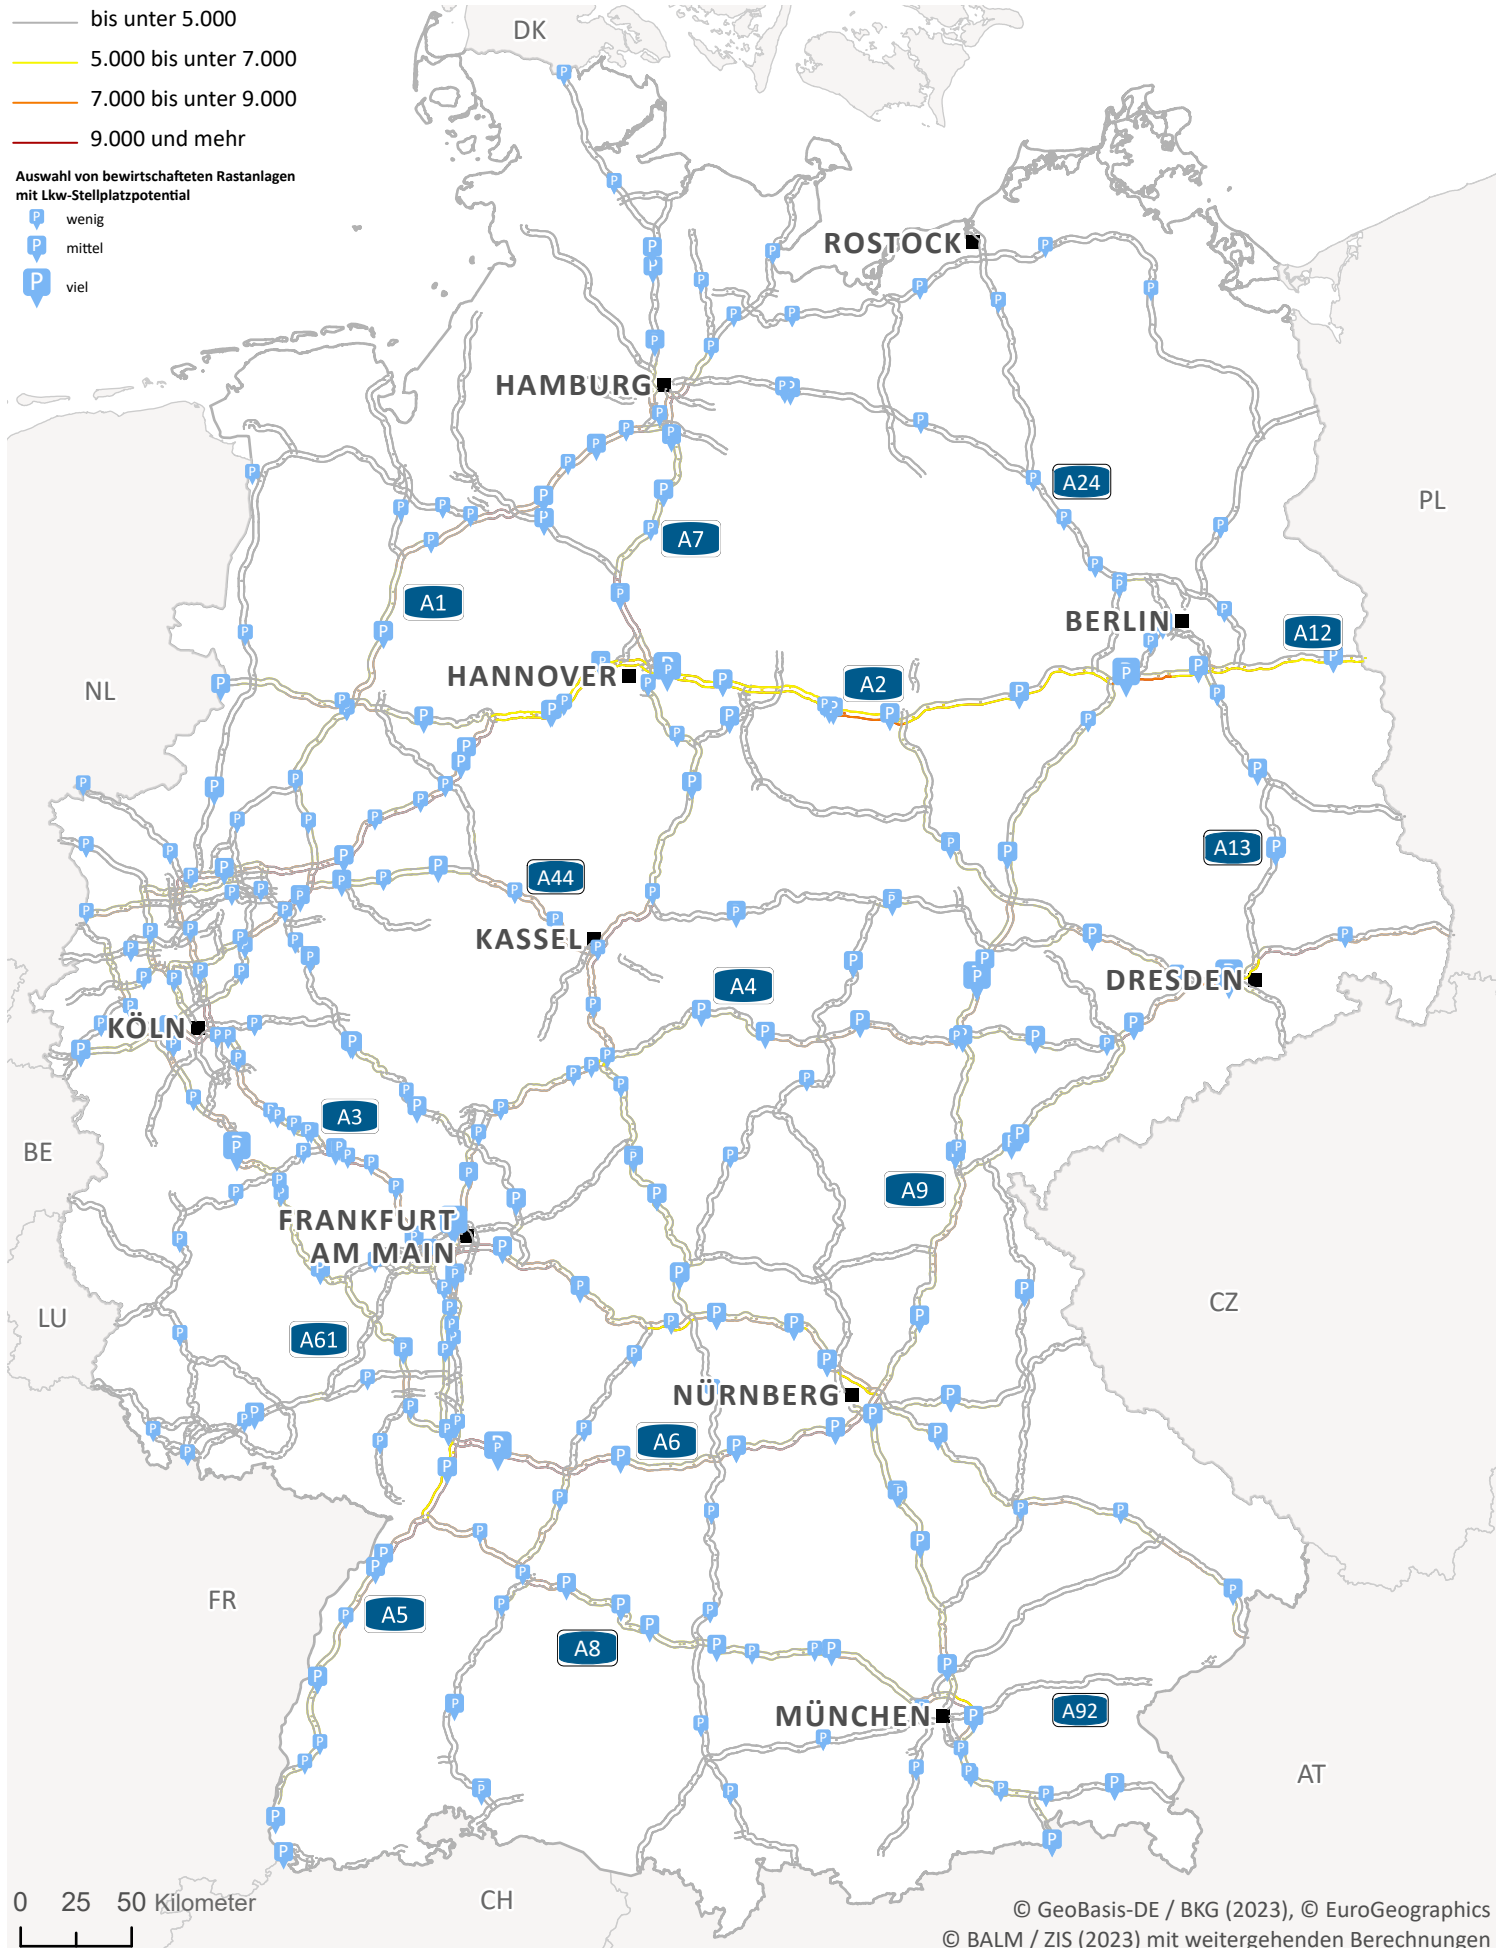 bis unter 5.000
5.000 bis unter 7.000
7.000 bis unter 9.000
9.000 und mehr
Auswahl von bewirtschafteten Rastanlagen
mit Lkw-Stellplatzpotential
P wenig
P mittel
P viel
DK
ROSTOCK
HAMBURG
A24
PL
A7
A1
BERLIN
A12
HANNOVER
A2
NL
A13
A44
KASSEL
DRESDEN
A4
KÖLN
A3
BE
A9
FRANKFURT
AM MAIN
CZ
LU
A61
NÜRNBERG
A6
FR
A5
A8
MÜNCHEN
A92
AT
CH
0 25 50 Kilometer
© GeoBasis-DE / BKG (2023), © EuroGeographics
© BALM / ZIS (2023) mit weitergehenden Berechnungen